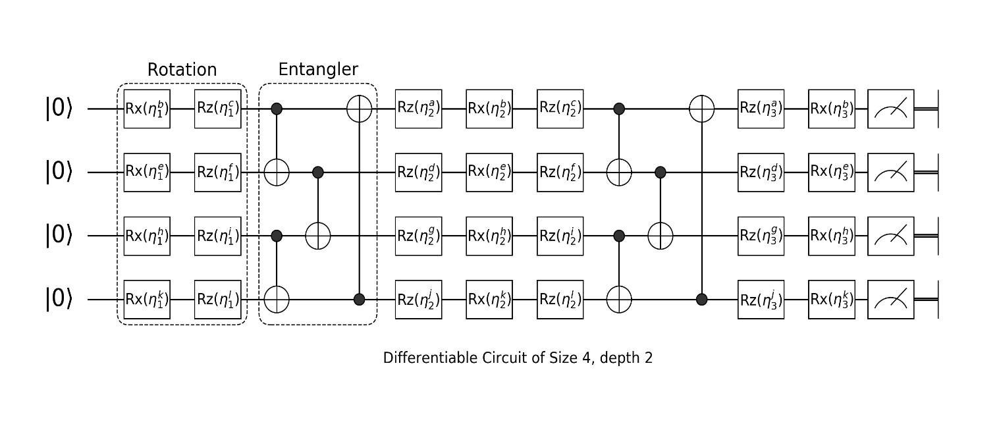 Rotation Entangler
|0⟩ Rx(η₁ᵇ) Rz(η₁ᶜ) Rz(η₂ᵃ) Rx(η₂ᵇ) Rz(η₂ᶜ) Rz(η₃ᵃ) Rx(η₃ᵇ)
|0⟩ Rx(η₁ᵉ) Rz(η₁ᶠ) Rz(η₂ᵈ) Rx(η₂ᵉ) Rz(η₂ᶠ) Rz(η₃ᵈ) Rx(η₃ᵉ)
|0⟩ Rx(η₁ʰ) Rz(η₁ⁱ) Rz(η₂ᵍ) Rx(η₂ʰ) Rz(η₂ⁱ) Rz(η₃ᵍ) Rx(η₃ʰ)
|0⟩ Rx(η₁ᵏ) Rz(η₁ˡ) Rz(η₂ʲ) Rx(η₂ᵏ) Rz(η₂ˡ) Rz(η₃ʲ) Rx(η₃ᵏ)
Differentiable Circuit of Size 4, depth 2